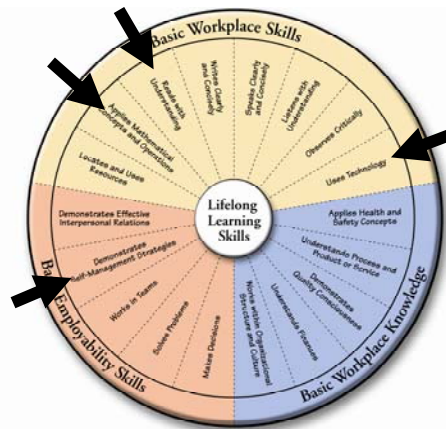 Basic Workplace Skills
Locates and Uses
Resources
Applies Mathematical
Concepts and Operations
Reads with
Understanding
Writes Clearly
and Concisely
Speaks Clearly
and Concisely
Listens with
Understanding
Observes Critically
Uses Technology
Lifelong
Learning
Skills
Applies Health and
Safety Concepts
Understands Process and
Product or Service
Demonstrates
Quality Consciousness
Understands Finances
Works within Organizational
Structure and Culture
Basic Workplace Knowledge
Demonstrates Effective
Interpersonal Relations
Demonstrates
Self-Management Strategies
Works in Teams
Solves Problems
Makes Decisions
Employability Skills